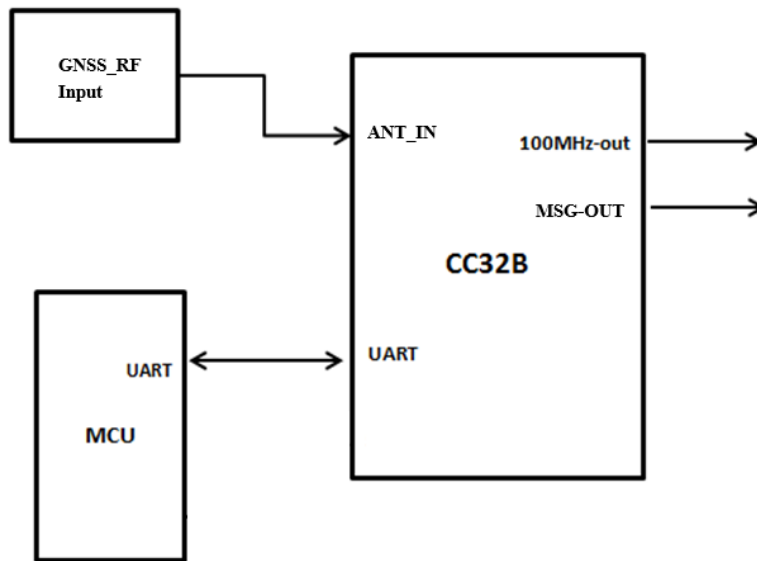 GNSS_RF
Input
ANT_IN
100MHz-out
MSG-OUT
CC32B
UART
UART
MCU